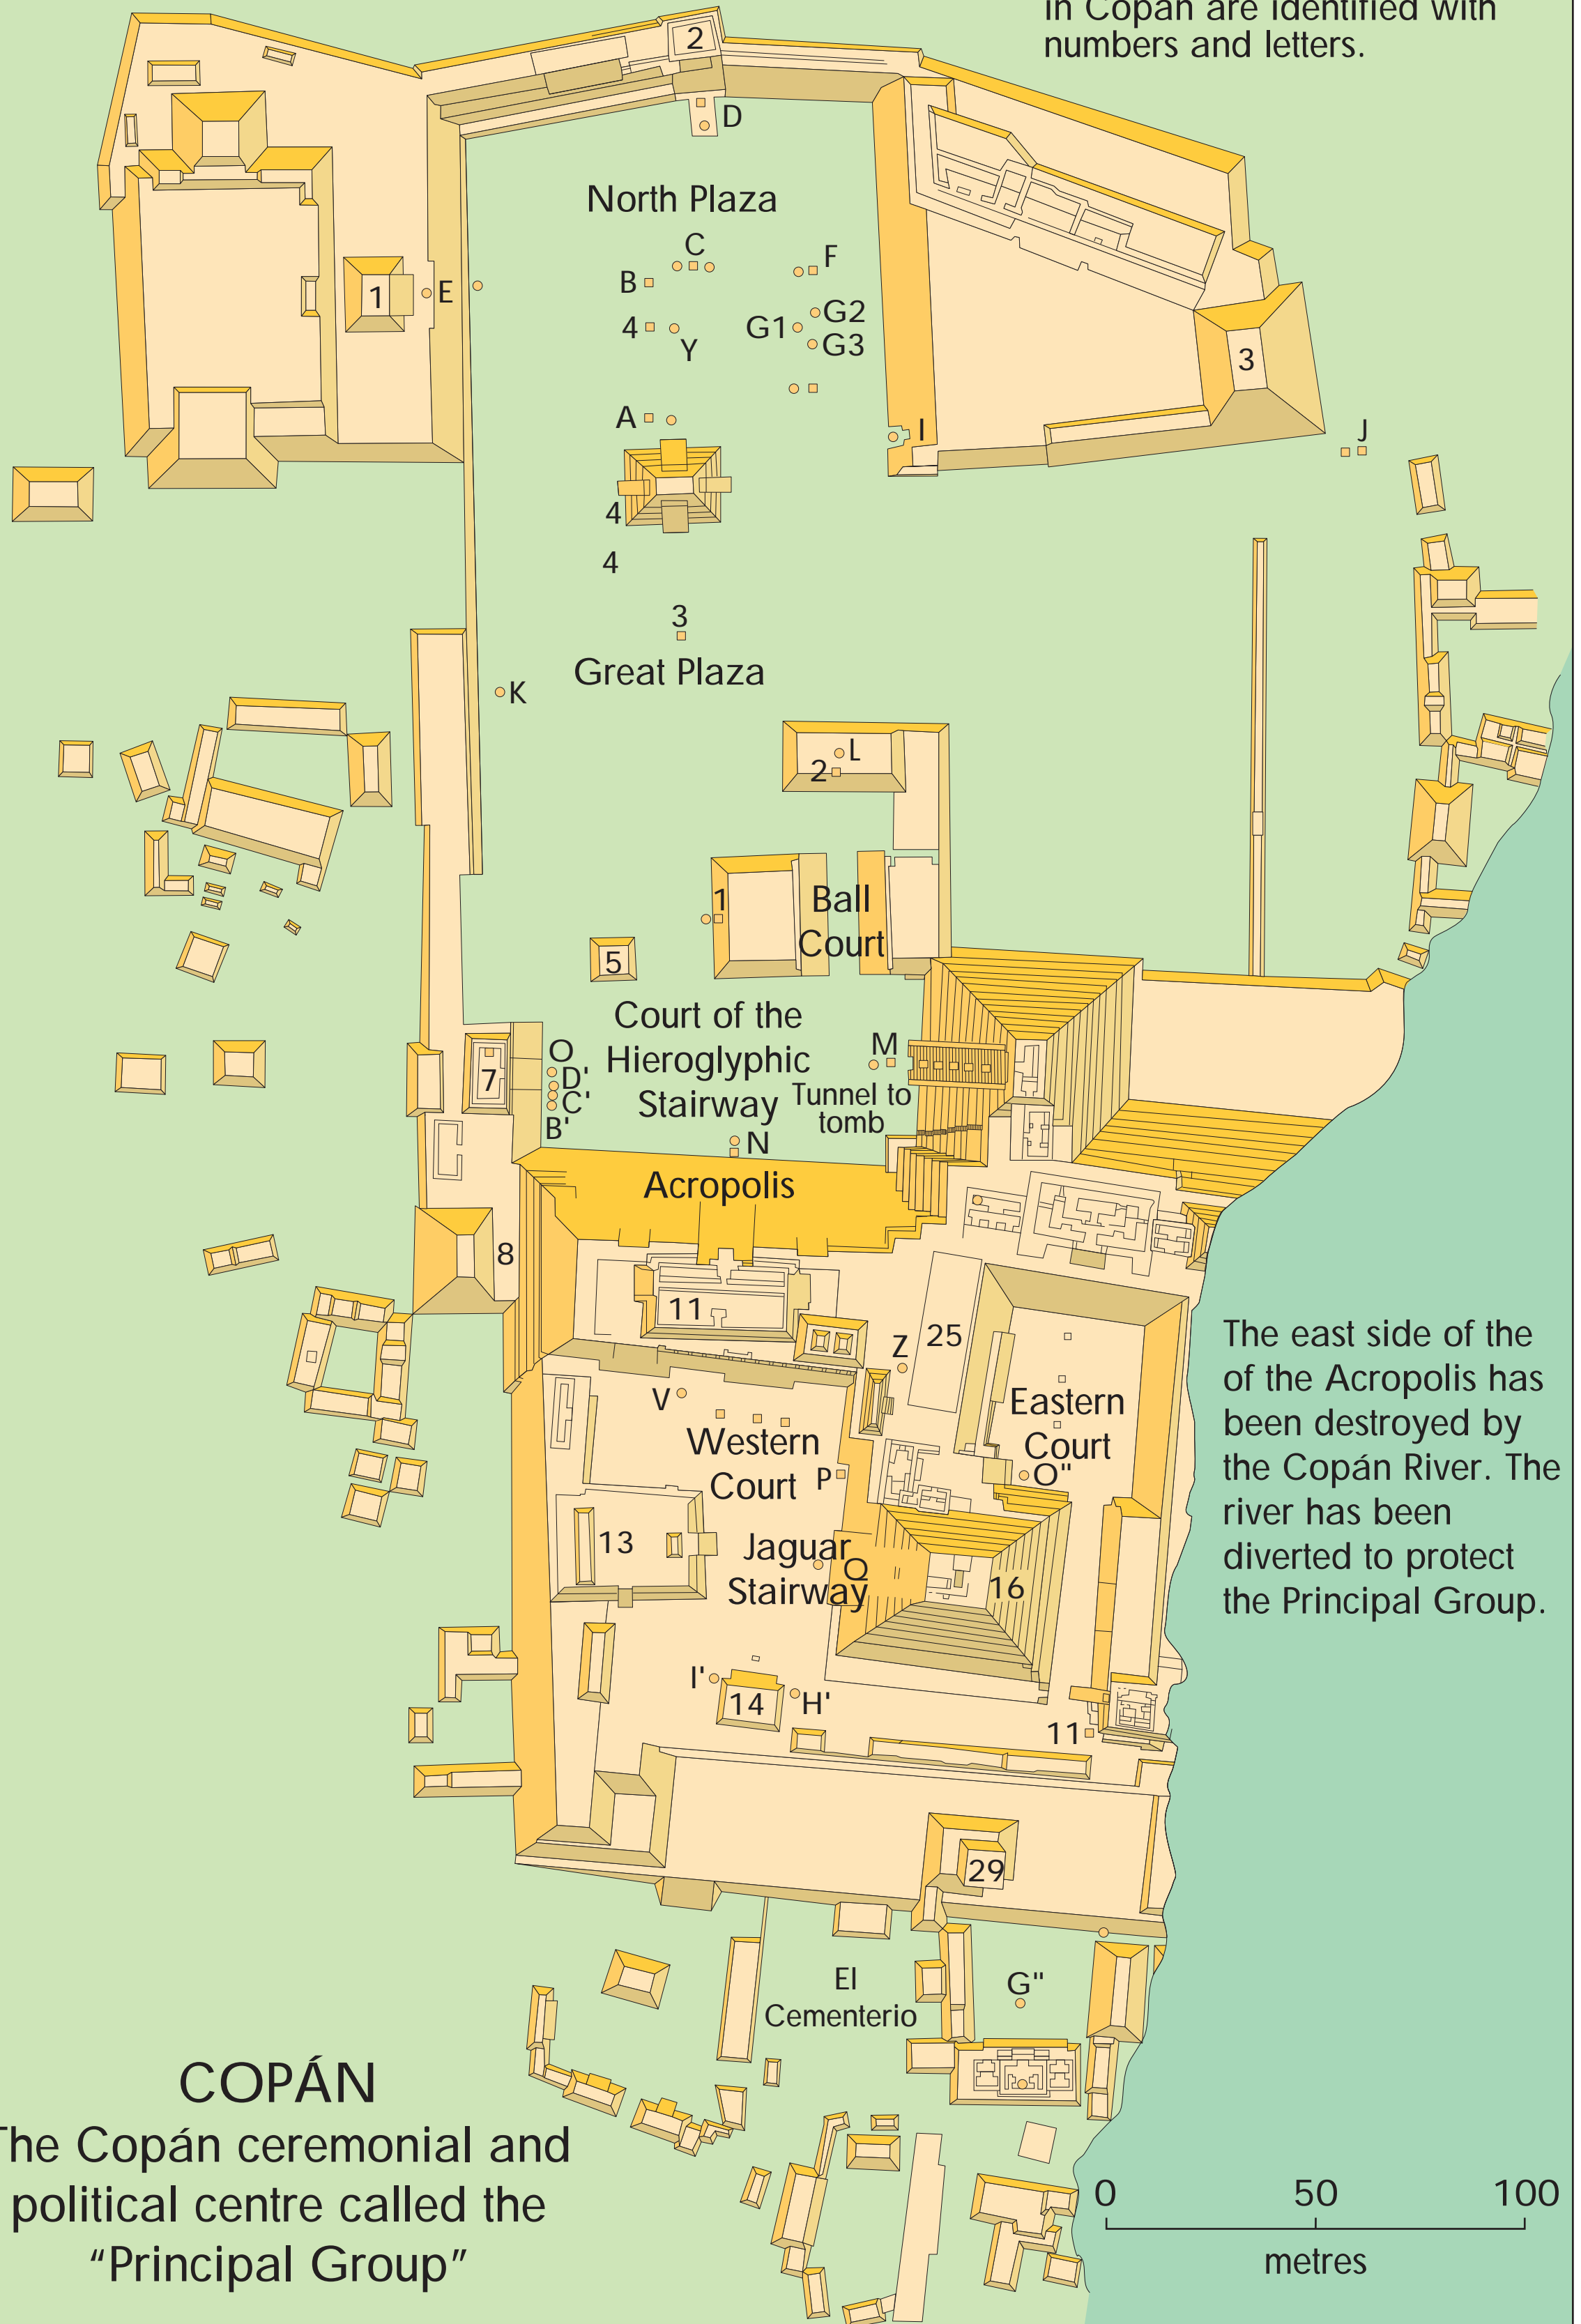 in Copán are identified with
numbers and letters.
2
D
North Plaza
C
F
B
1
E
G2
4
G1
G3
Y
3
A
I
J
4
4
3
Great Plaza
K
L
2
1
Ball
Court
5
Court of the
Hieroglyphic
Stairway
O
D'
C'
B'
7
M
Tunnel to
tomb
N
Acropolis
8
11
25
Z
V
Eastern
Court
O"
Western
Court
P
13
Jaguar
Stairway
Q
16
The east side of the
of the Acropolis has
been destroyed by
the Copán River. The
river has been
diverted to protect
the Principal Group.
I'
14
H'
11
29
El
Cementerio
G"
COPÁN
The Copán ceremonial and
political centre called the
“Principal Group”
0 50 100
metres